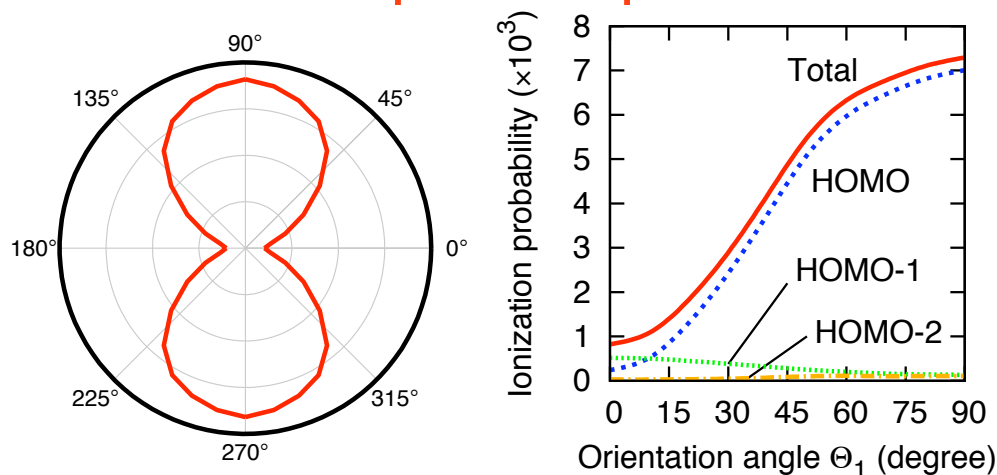 90°
135°
45°
180°
0°
225°
315°
270°
Ionization probability (×10³)
8
7
6
5
4
3
2
1
0
Total
HOMO
HOMO-1
HOMO-2
0 15 30 45 60 75 90
Orientation angle Θ₁ (degree)